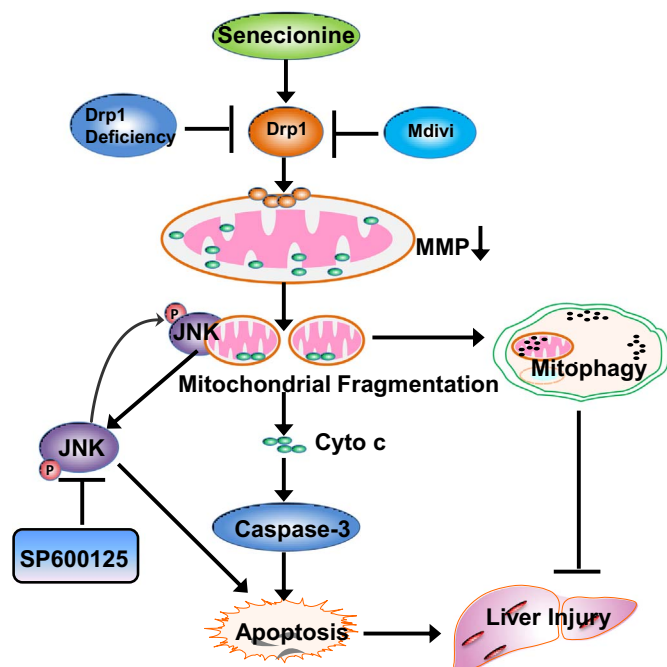 Senecionine
Drp1
Deficiency
Drp1
Mdivi
MMP
P
JNK
Mitochondrial Fragmentation
Mitophagy
JNK
P
Cyto c
SP600125
Caspase-3
Apoptosis
Liver Injury